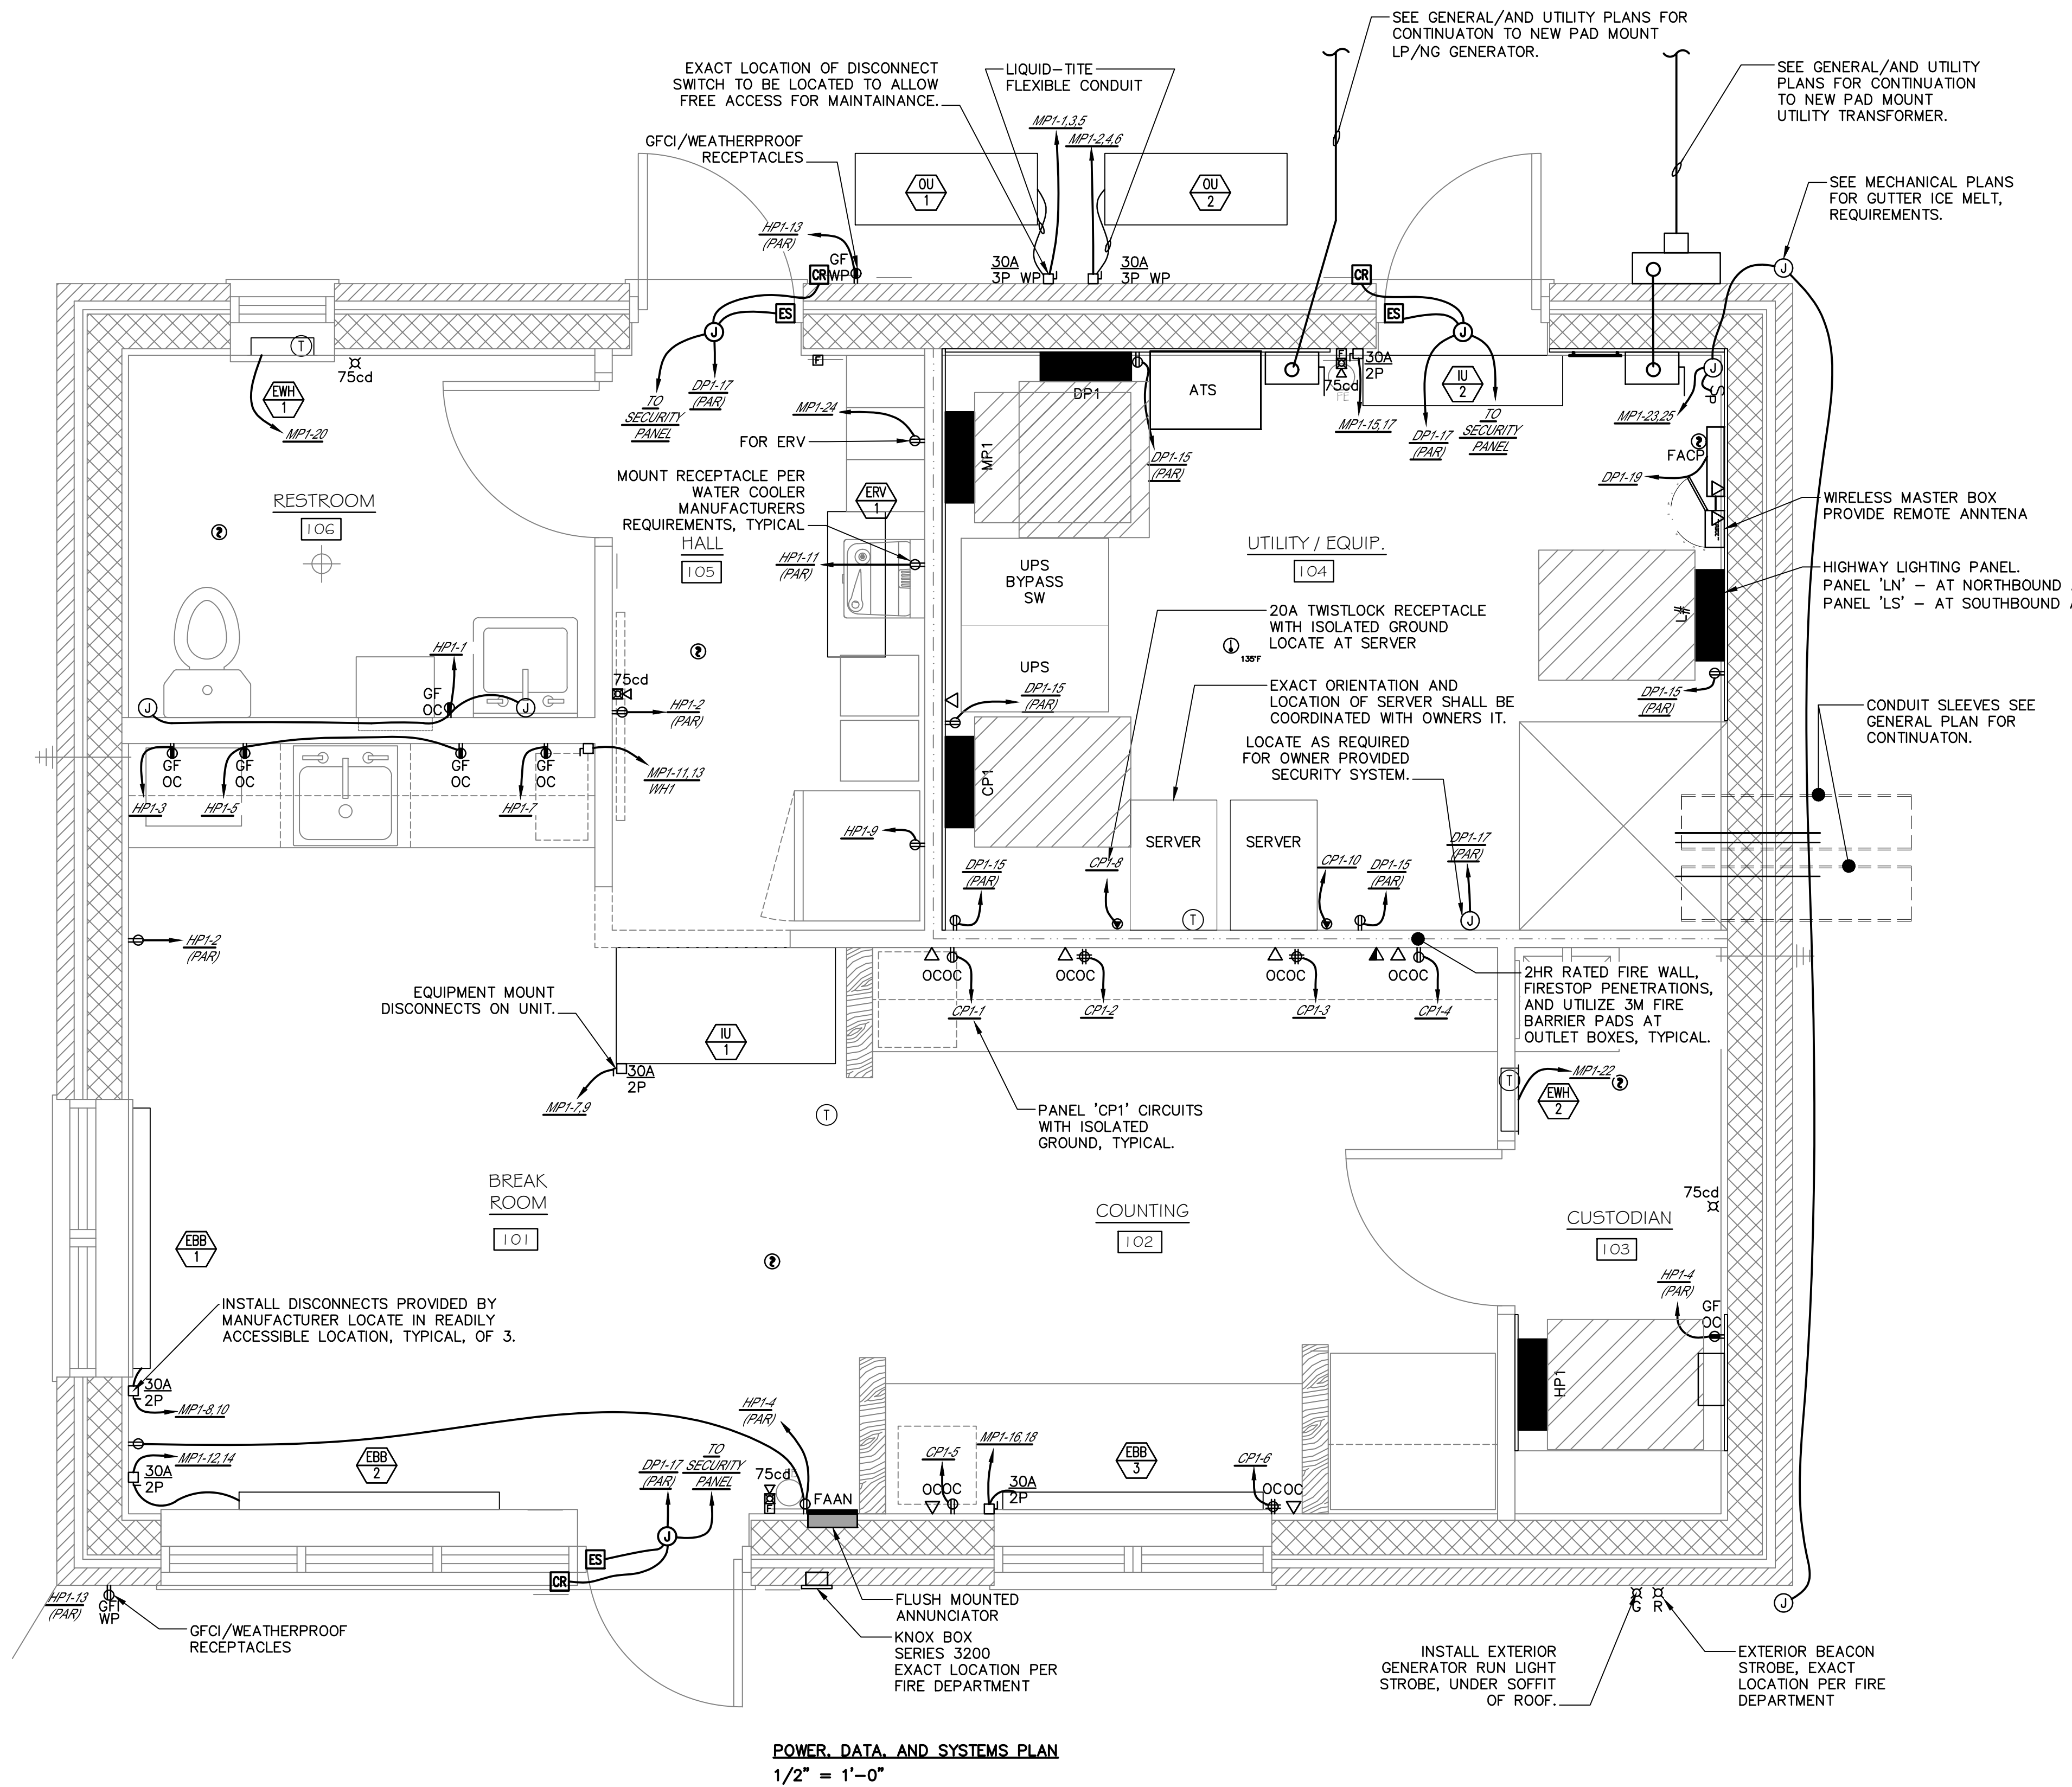 SEE GENERAL/AND UTILITY PLANS FOR
CONTINUATON TO NEW PAD MOUNT
LP/NG GENERATOR.
EXACT LOCATION OF DISCONNECT
SWITCH TO BE LOCATED TO ALLOW
FREE ACCESS FOR MAINTAINANCE.
LIQUID-TITE
FLEXIBLE CONDUIT
SEE GENERAL/AND UTILITY
PLANS FOR CONTINUATION
TO NEW PAD MOUNT
UTILITY TRANSFORMER.
MP1-1,3,5
MP1-2,4,6
GFCI/WEATHERPROOF
RECEPTACLES
OU
1
OU
2
SEE MECHANICAL PLANS
FOR GUTTER ICE MELT,
REQUIREMENTS.
HP1-13
(PAR)
GF
WP
CR
30A
3P WP
30A
3P WP
CR
J
ES
J
ES
J
T
75cd
EWH
1
MP1-20
TO
SECURITY
PANEL
DP1-17
(PAR)
F
MP1-24
FOR ERV
DP1
ATS
F
30A
2P
75cd
FE
IU
2
J
MP1-15,17
DP1-17
(PAR)
TO
SECURITY
PANEL
MP1-23,25
MP1
DP1-15
(PAR)
FACP
DP1-19
MOUNT RECEPTACLE PER
WATER COOLER
MANUFACTURERS
REQUIREMENTS, TYPICAL
ERV
1
WIRELESS MASTER BOX
PROVIDE REMOTE ANNTENA
RESTROOM
106
HALL
105
HP1-11
(PAR)
UPS
BYPASS
SW
UTILITY / EQUIP.
104
HIGHWAY LIGHTING PANEL.
PANEL 'LN' - AT NORTHBOUND
PANEL 'LS' - AT SOUTHBOUND
L#
20A TWISTLOCK RECEPTACLE
WITH ISOLATED GROUND
LOCATE AT SERVER
135°F
HP1-1
GF
OC
J
J
75cd
HP1-2
(PAR)
UPS
DP1-15
(PAR)
EXACT ORIENTATION AND
LOCATION OF SERVER SHALL BE
COORDINATED WITH OWNERS IT.
DP1-15
(PAR)
CONDUIT SLEEVES SEE
GENERAL PLAN FOR
CONTINUATON.
LOCATE AS REQUIRED
FOR OWNER PROVIDED
SECURITY SYSTEM.
GF
OC
GF
OC
GF
OC
GF
OC
HP1-3
HP1-5
HP1-7
MP1-11,13
WH1
CP1
HP1-9
SERVER
SERVER
DP1-15
(PAR)
CP1-8
CP1-10
DP1-15
(PAR)
DP1-17
(PAR)
T
J
HP1-2
(PAR)
OCOC
OCOC
OCOC
OCOC
CP1-1
CP1-2
CP1-3
CP1-4
2HR RATED FIRE WALL,
FIRESTOP PENETRATIONS,
AND UTILIZE 3M FIRE
BARRIER PADS AT
OUTLET BOXES, TYPICAL.
EQUIPMENT MOUNT
DISCONNECTS ON UNIT.
IU
1
30A
2P
MP1-7,9
T
PANEL 'CP1' CIRCUITS
WITH ISOLATED
GROUND, TYPICAL.
T
MP1-22
EWH
2
BREAK
ROOM
101
COUNTING
102
75cd
CUSTODIAN
103
EBB
1
HP1-4
(PAR)
GF
OC
INSTALL DISCONNECTS PROVIDED BY
MANUFACTURER LOCATE IN READILY
ACCESSIBLE LOCATION, TYPICAL, OF 3.
30A
2P
MP1-8,10
HP1
HP1-4
(PAR)
MP1-12,14
30A
2P
EBB
2
DP1-17
(PAR)
TO
SECURITY
PANEL
75cd
F
FAAN
CP1-5
OCOC
MP1-16,18
30A
2P
EBB
3
CP1-6
OCOC
J
ES
CR
HP1-13
(PAR)
GFI
WP
GFCI/WEATHERPROOF
RECEPTACLES
FLUSH MOUNTED
ANNUNCIATOR
KNOX BOX
SERIES 3200
EXACT LOCATION PER
FIRE DEPARTMENT
G
R
J
INSTALL EXTERIOR
GENERATOR RUN LIGHT
STROBE, UNDER SOFFIT
OF ROOF.
EXTERIOR BEACON
STROBE, EXACT
LOCATION PER FIRE
DEPARTMENT
POWER, DATA, AND SYSTEMS PLAN
1/2" = 1'-0"